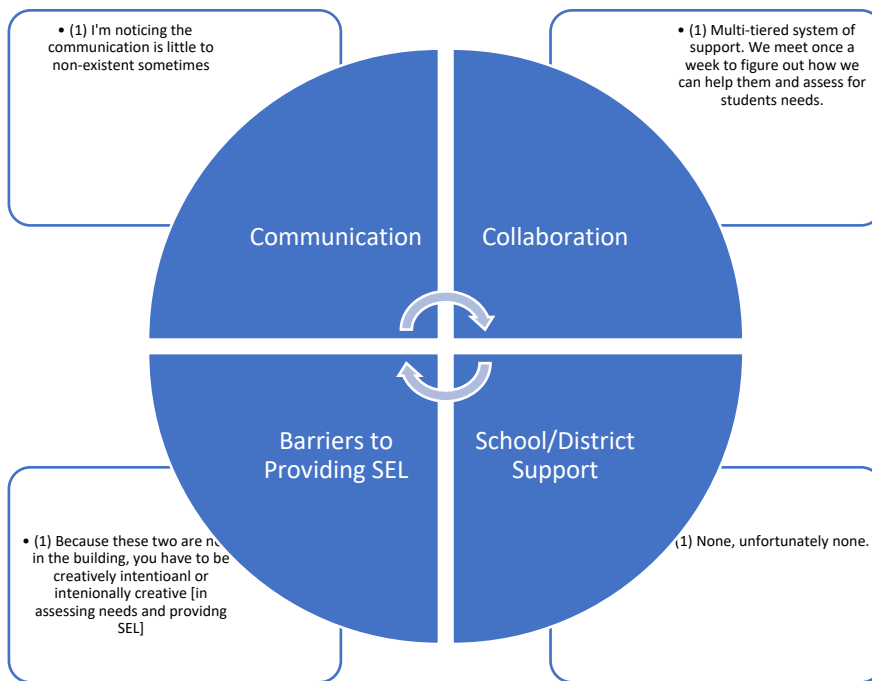 • (1) I'm noticing the
communication is little to
non-existent sometimes
• (1) Multi-tiered system of
support. We meet once a
week to figure out how we
can help them and assess for
students needs.
Communication
Collaboration
Barriers to
Providing SEL
School/District
Support
• (1) Because these two are
in the building, you have to be
creatively intentioanl or
intenionally creative [in
assessing needs and providng
SEL]
(1) None, unfortunately none.